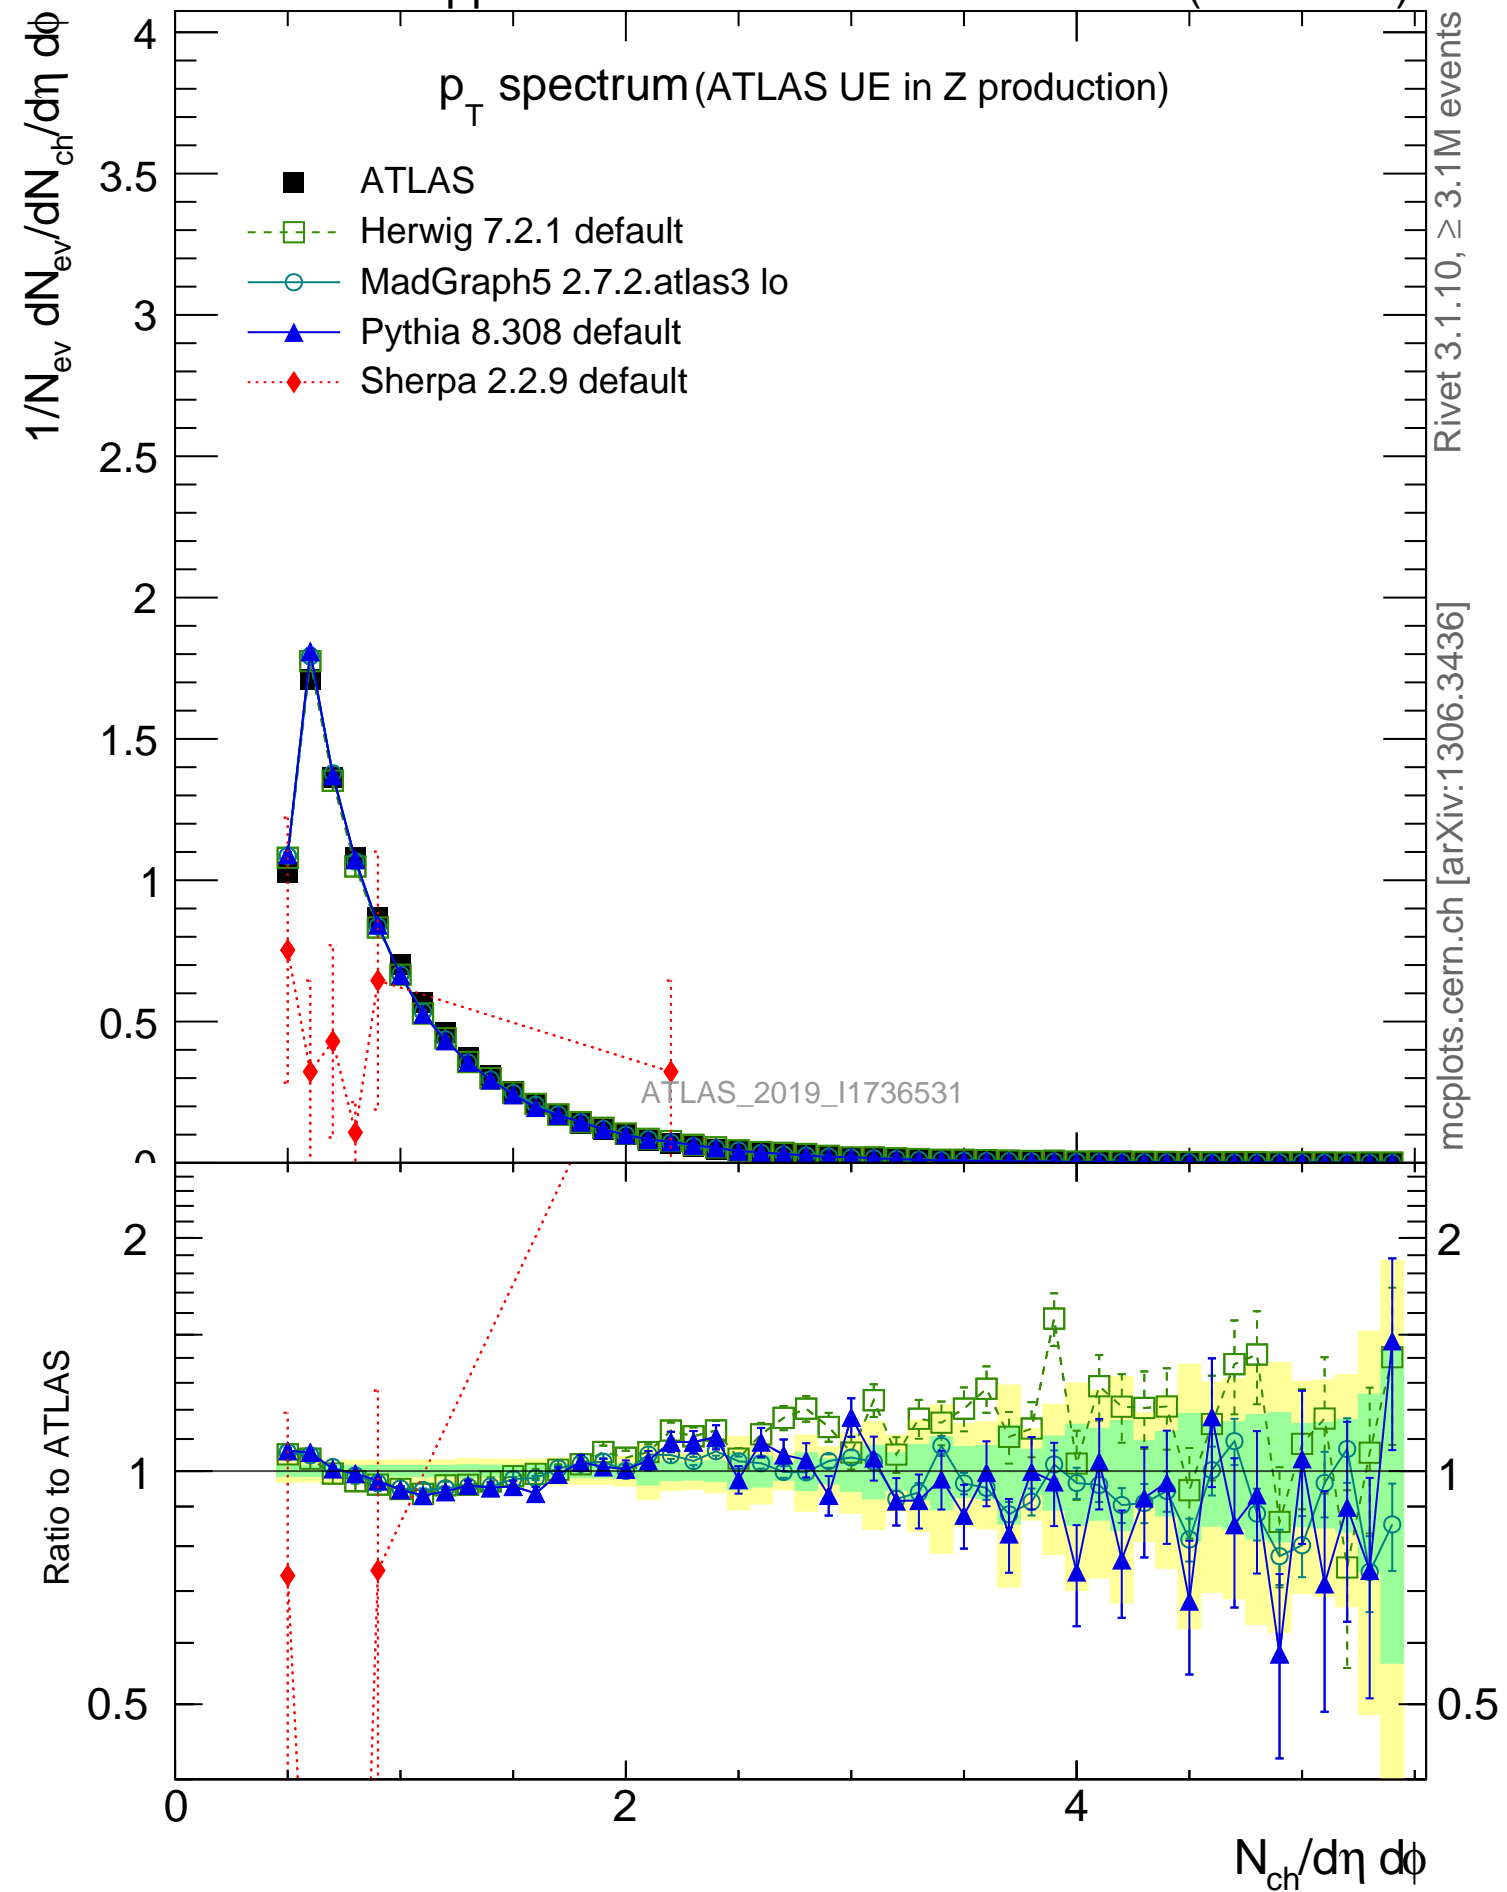 pp
p_T spectrum (ATLAS UE in Z production)
1/N_ev dN_ev/dN_ch/dη dϕ
ATLAS
Herwig 7.2.1 default
MadGraph5 2.7.2.atlas3 lo
Pythia 8.308 default
Sherpa 2.2.9 default
4
3.5
3
2.5
2
1.5
1
0.5
0
ATLAS_2019_I1736531
Rivet 3.1.10, ≥ 3.1M events
mcplots.cern.ch [arXiv:1306.3436]
Ratio to ATLAS
2
1
0.5
2
1
0.5
0
2
4
N_ch/dη dϕ